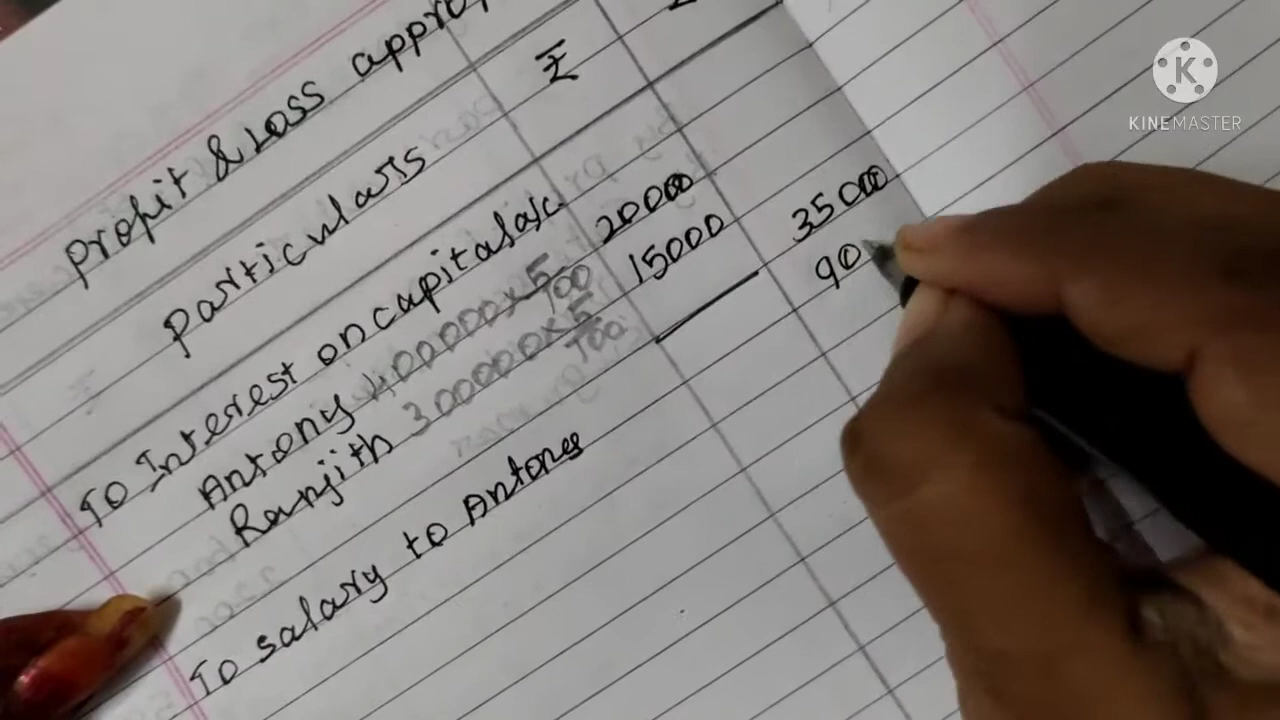 Profit & Loss approp
Particulars ₹
To Interest on capital a/c
Antony 400000 × 5/100 20000
Ranjith 300000 × 5/100 15000 35000
To Salary to Antony 90
K
KINEMASTER